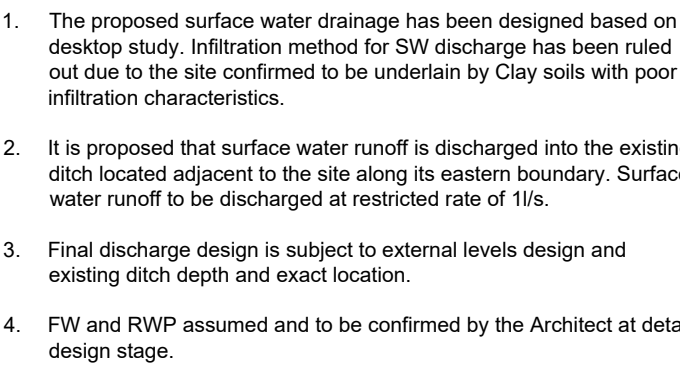 1. The proposed surface water drainage has been designed based on
desktop study. Infiltration method for SW discharge has been ruled
out due to the site confirmed to be underlain by Clay soils with poor
infiltration characteristics.
2. It is proposed that surface water runoff is discharged into the existin
ditch located adjacent to the site along its eastern boundary. Surfac
water runoff to be discharged at restricted rate of 1l/s.
3. Final discharge design is subject to external levels design and
existing ditch depth and exact location.
4. FW and RWP assumed and to be confirmed by the Architect at deta
design stage.